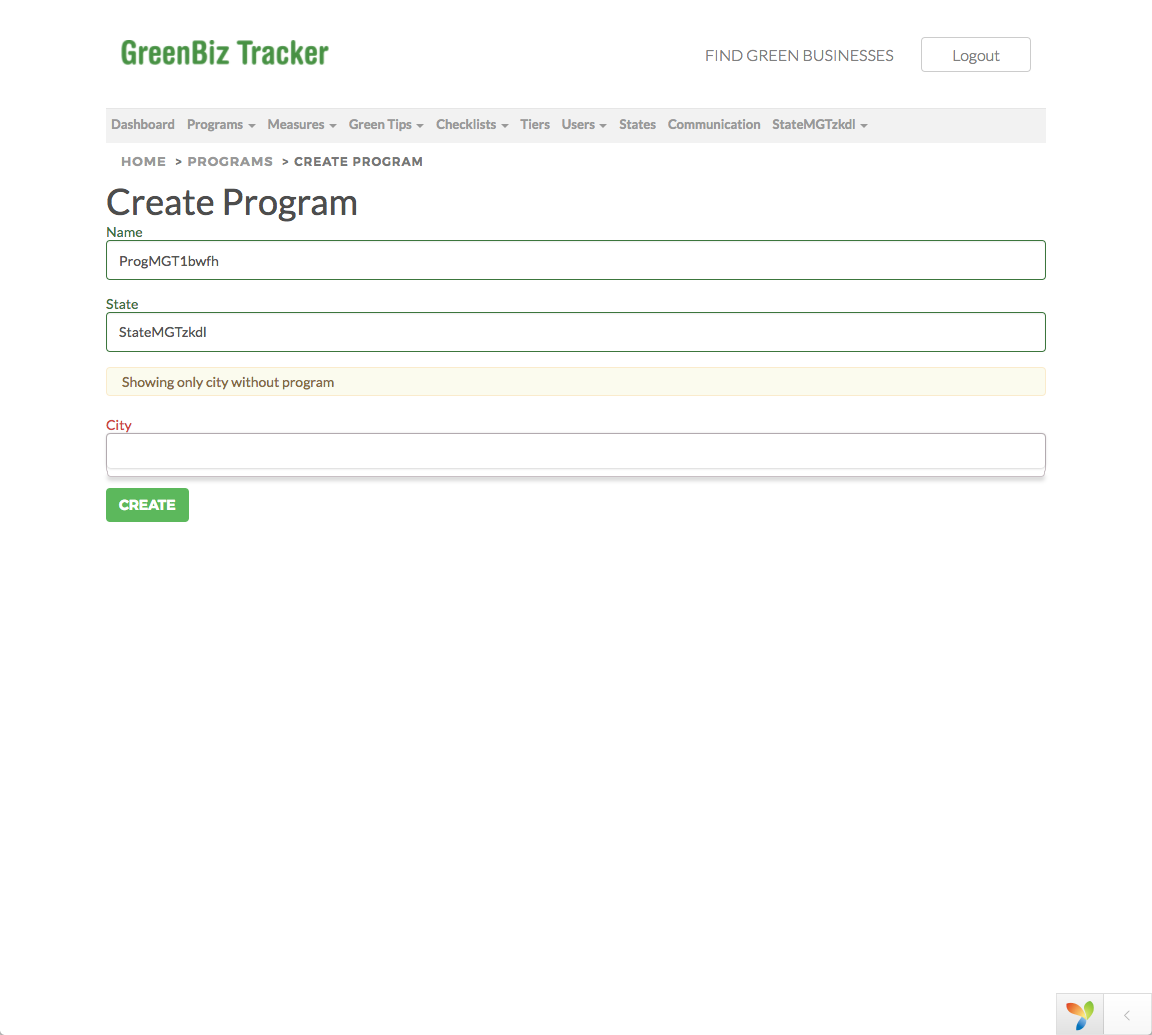 GreenBiz Tracker
FIND GREEN BUSINESSES
Logout
Dashboard Programs Measures Green Tips Checklists Tiers Users States Communication StateMGTzkdl
HOME > PROGRAMS > CREATE PROGRAM
Create Program
Name
ProgMGT1bwfh
State
StateMGTzkdl
Showing only city without program
City
CREATE